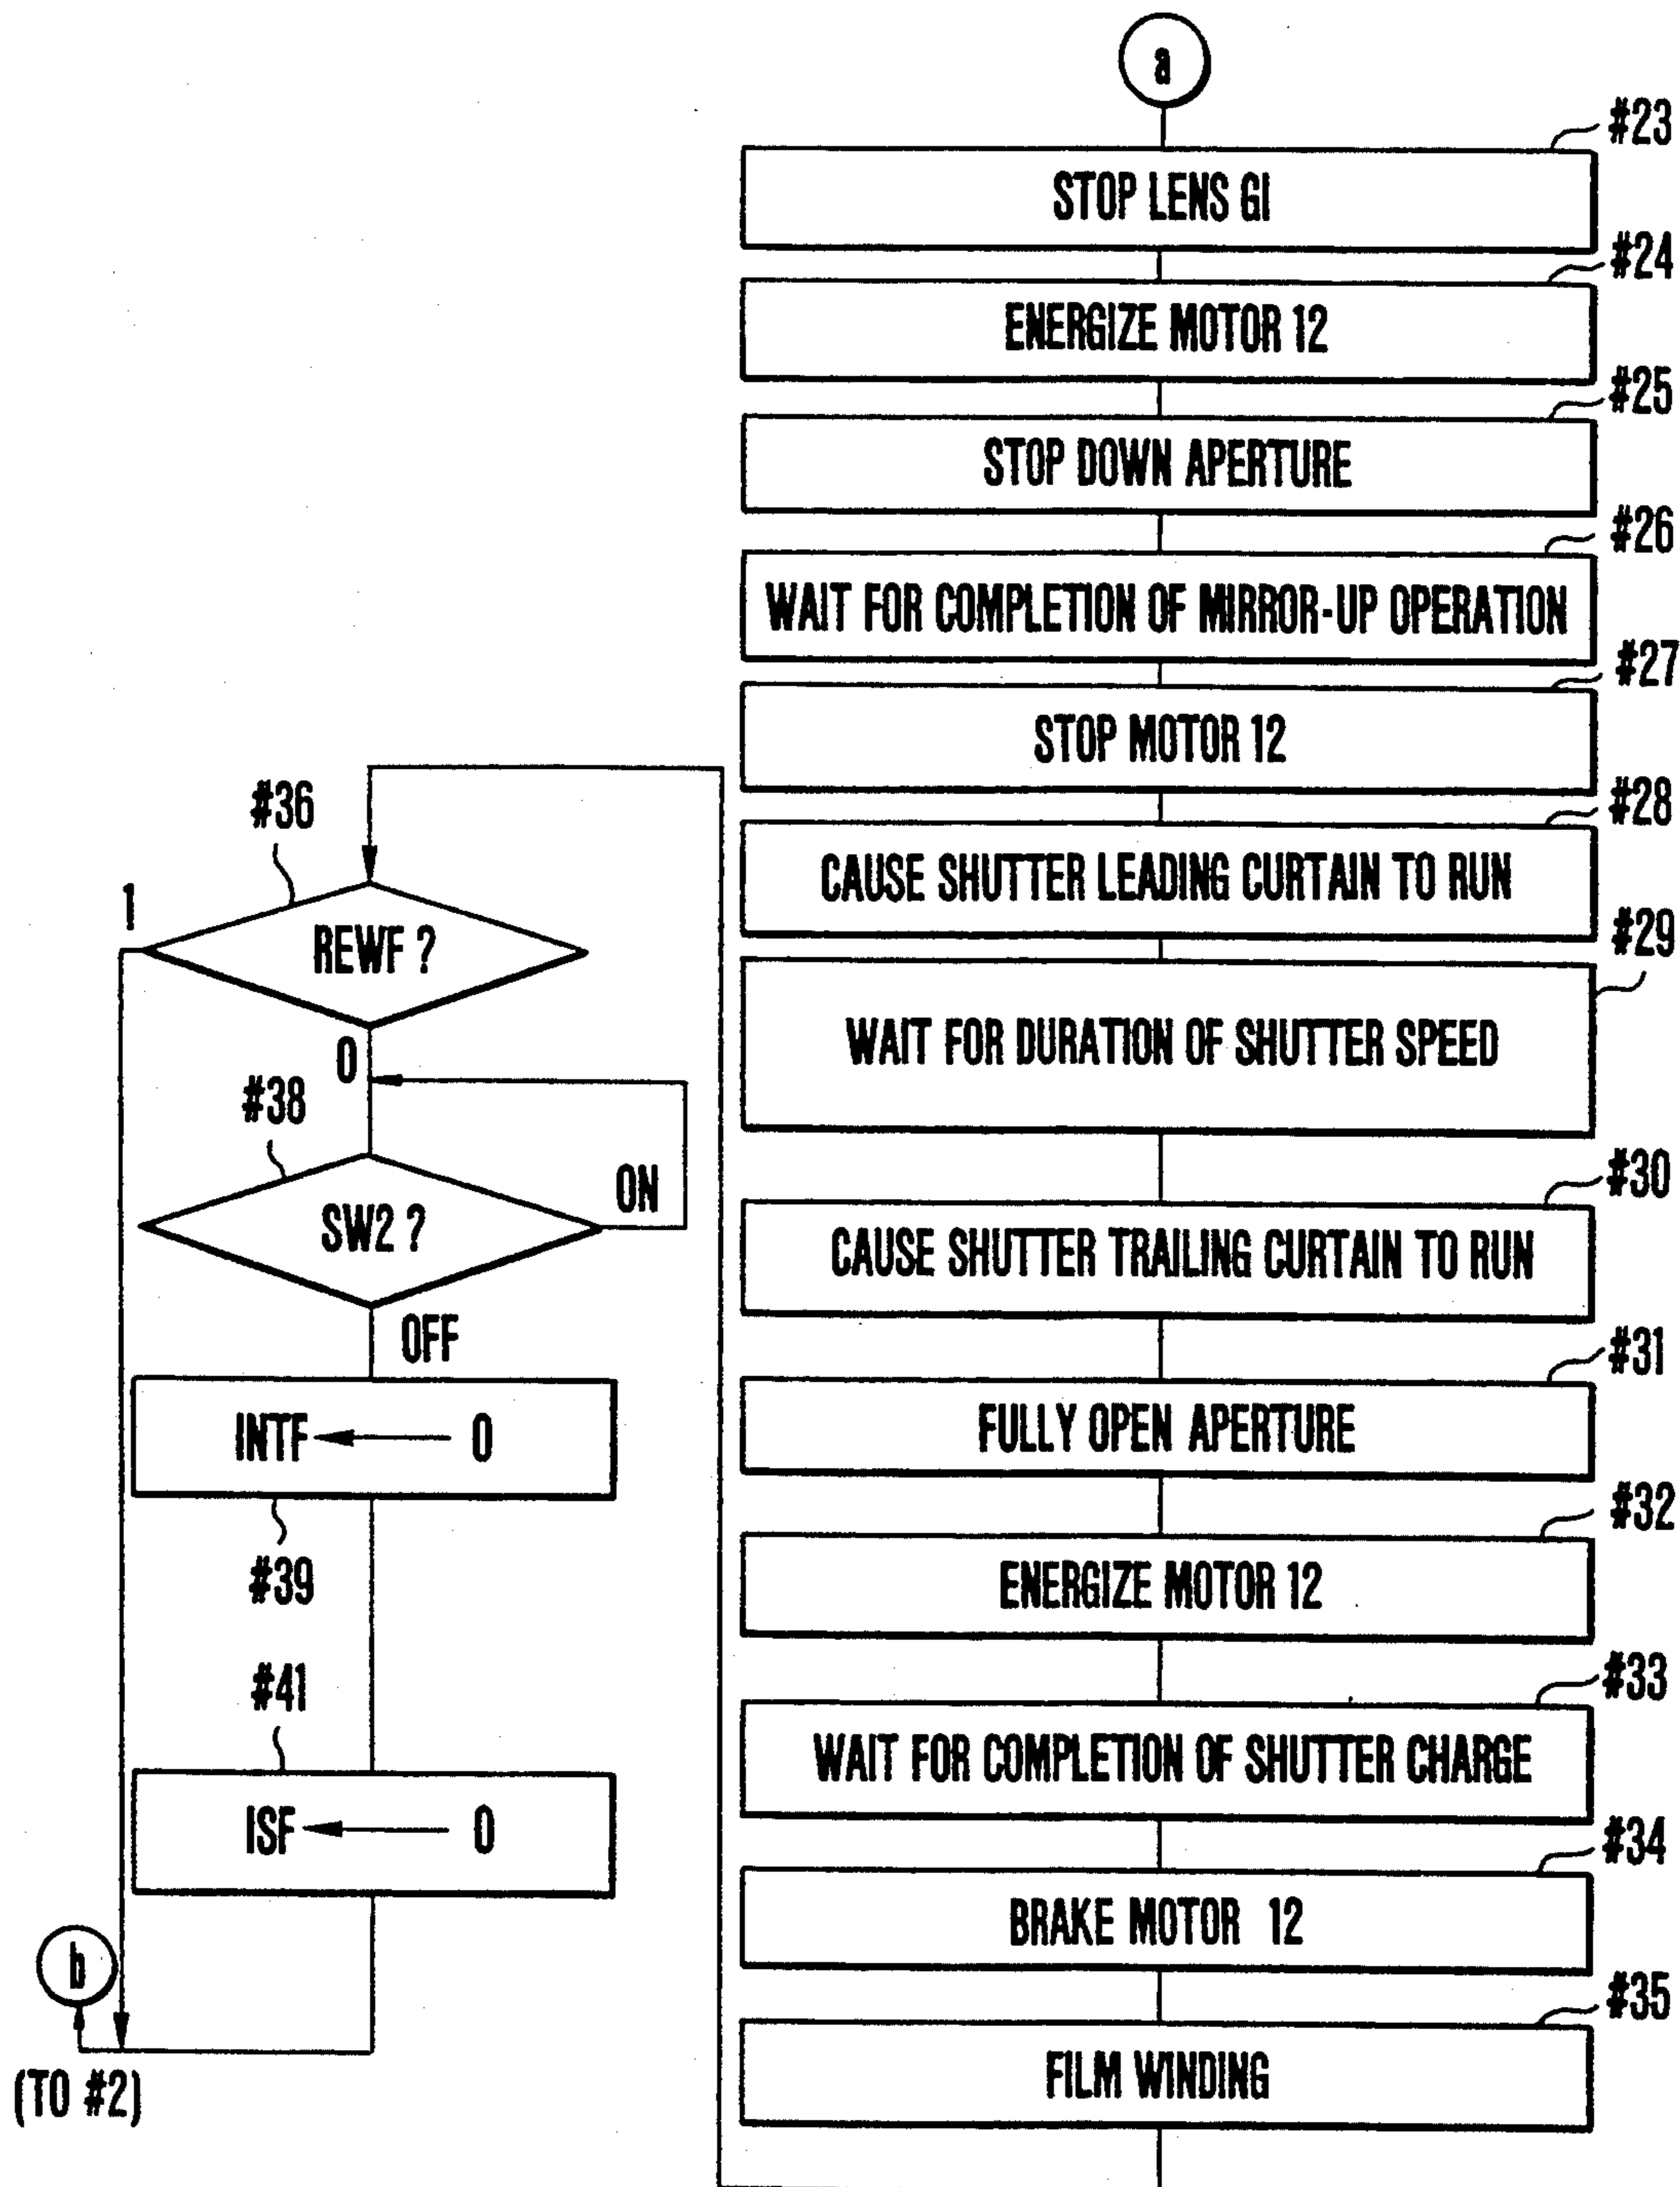 a
#23
STOP LENS GI
#24
ENERGIZE MOTOR 12
#25
STOP DOWN APERTURE
#26
WAIT FOR COMPLETION OF MIRROR-UP OPERATION
#27
STOP MOTOR 12
#28
CAUSE SHUTTER LEADING CURTAIN TO RUN
#29
WAIT FOR DURATION OF SHUTTER SPEED
#30
CAUSE SHUTTER TRAILING CURTAIN TO RUN
#31
FULLY OPEN APERTURE
#32
ENERGIZE MOTOR 12
#33
WAIT FOR COMPLETION OF SHUTTER CHARGE
#34
BRAKE MOTOR 12
#35
FILM WINDING
#36
1
REWF ?
0
#38
SW2 ?
ON
OFF
INTF ← 0
#39
#41
ISF ← 0
b
(TO #2)